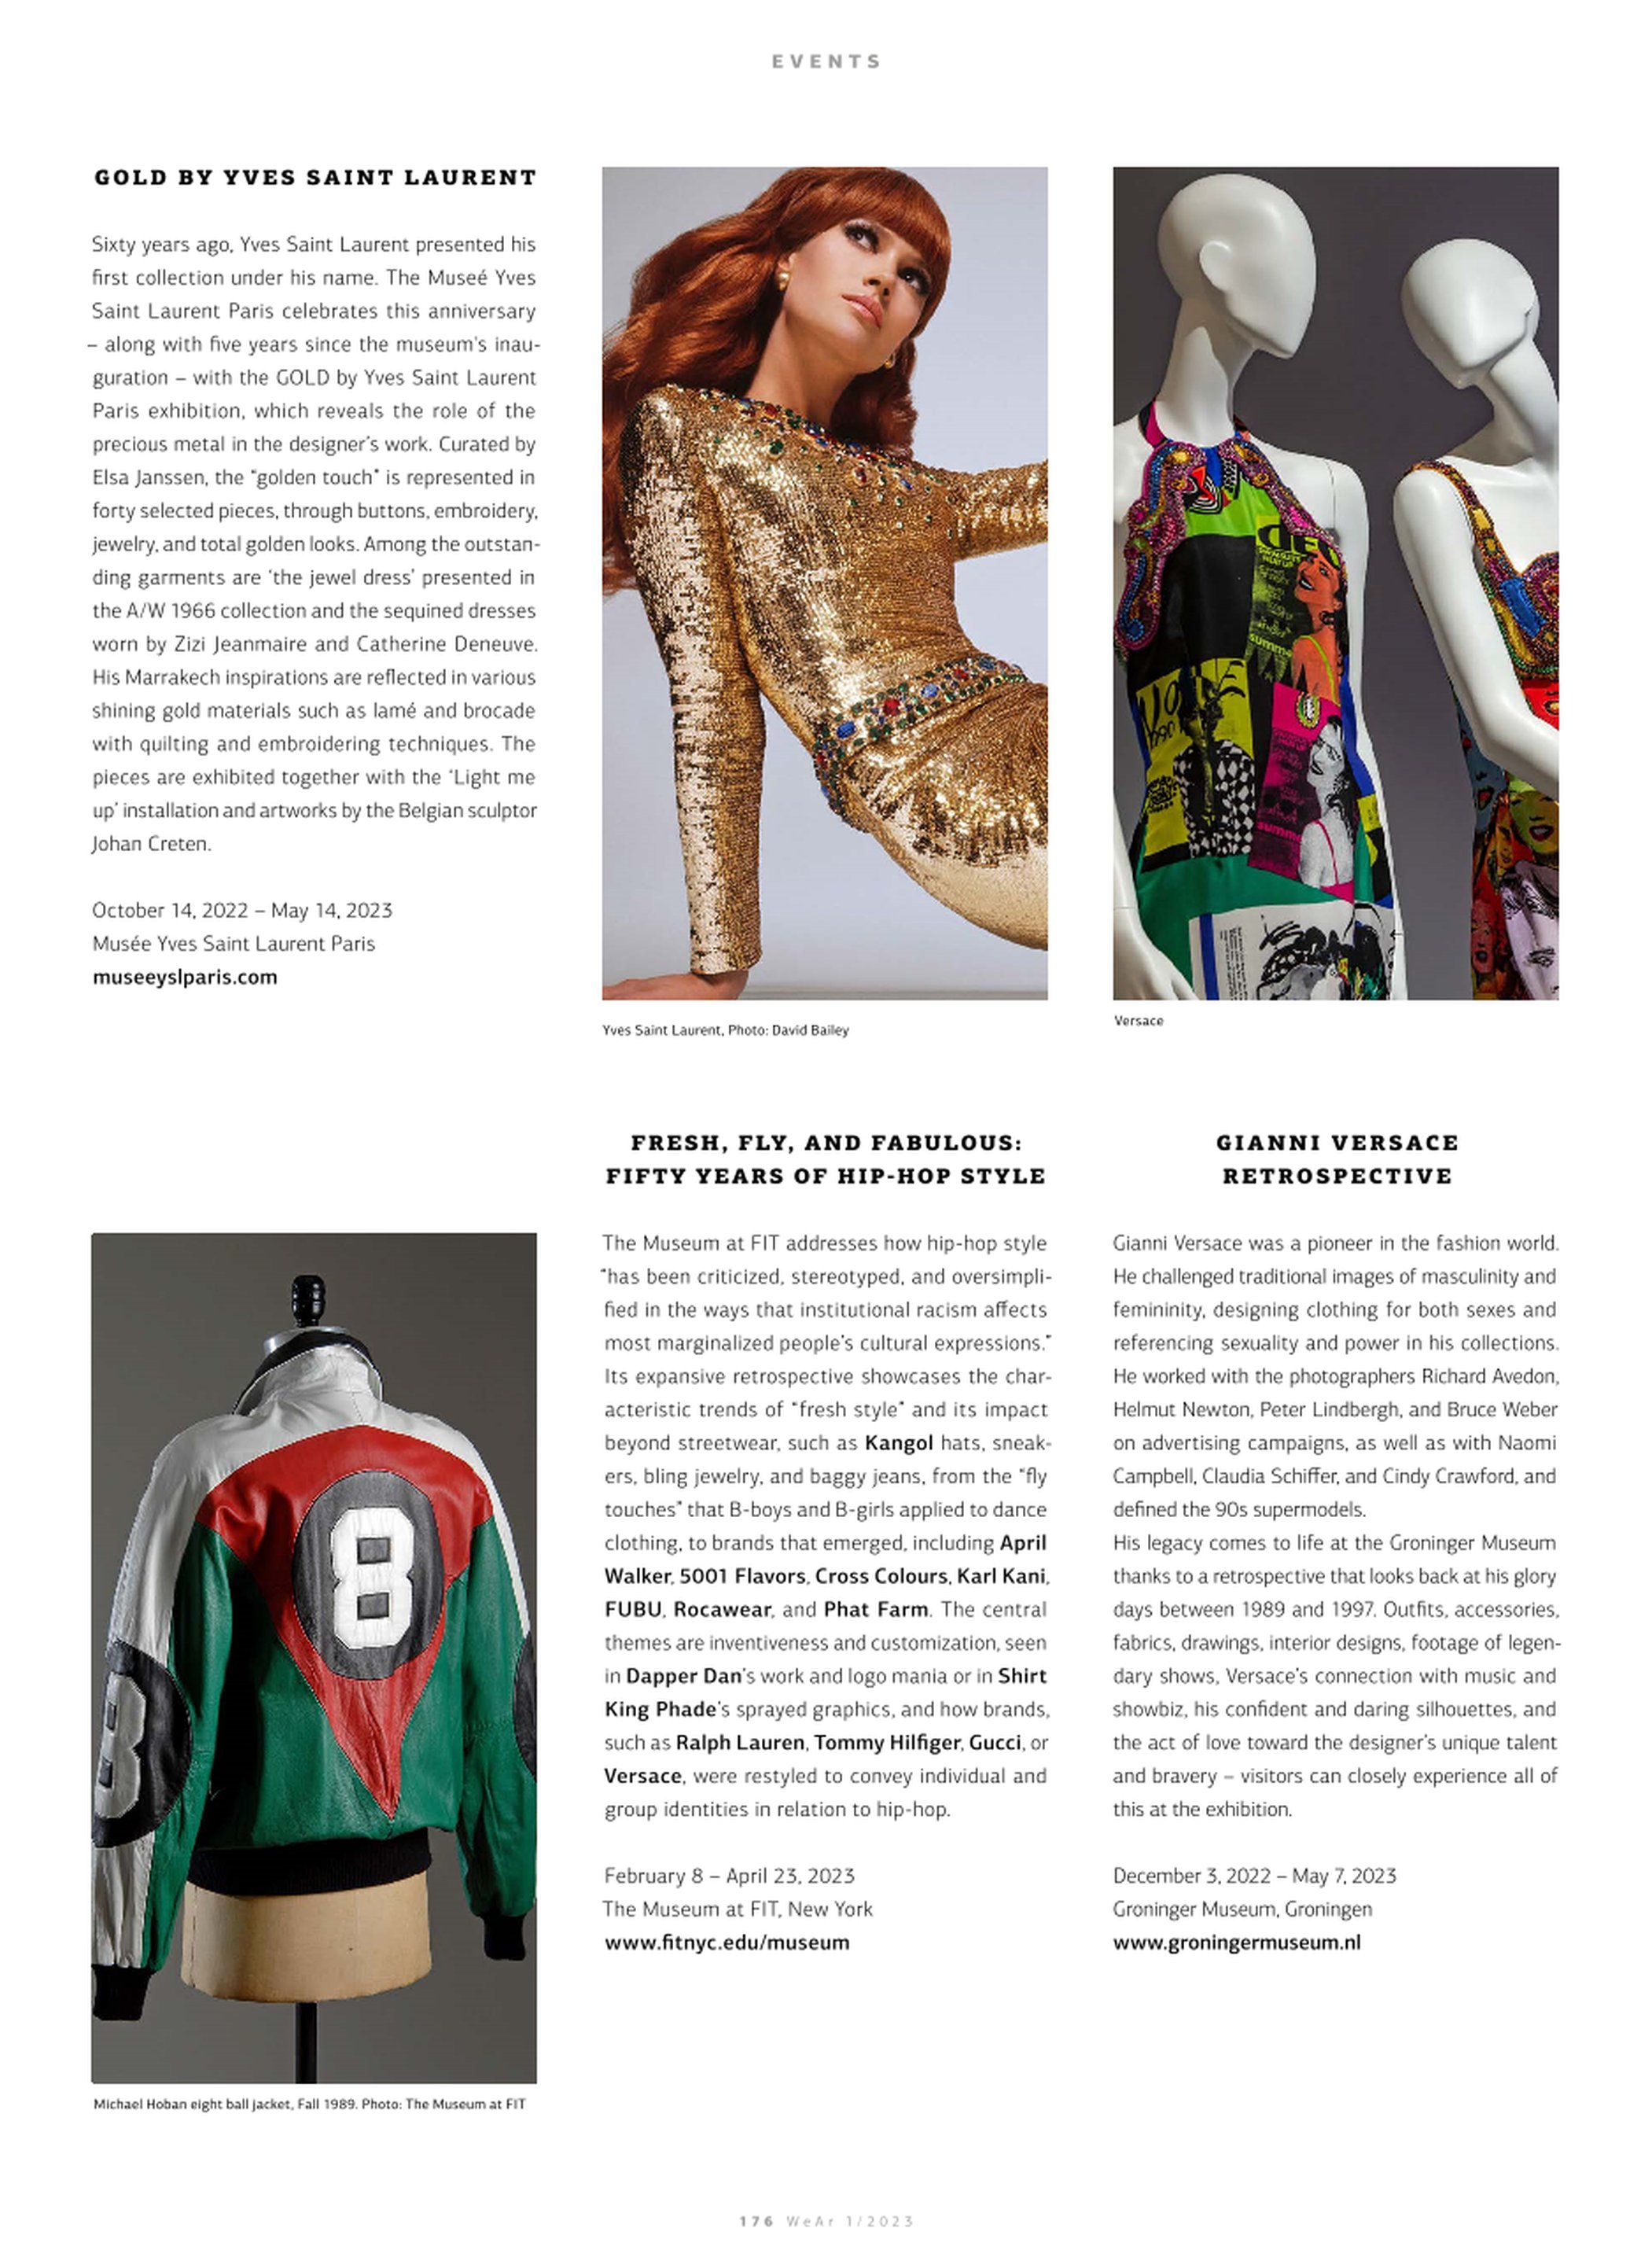 EVENTS
GOLD BY YVES SAINT LAURENT
Sixty years ago, Yves Saint Laurent presented his
first collection under his name. The Museé Yves
Saint Laurent Paris celebrates this anniversary
– along with five years since the museum's inau-
guration – with the GOLD by Yves Saint Laurent
Paris exhibition, which reveals the role of the
precious metal in the designer's work. Curated by
Elsa Janssen, the "golden touch" is represented in
forty selected pieces, through buttons, embroidery,
jewelry, and total golden looks. Among the outstan-
ding garments are 'the jewel dress' presented in
the A/W 1966 collection and the sequined dresses
worn by Zizi Jeanmaire and Catherine Deneuve.
His Marrakech inspirations are reflected in various
shining gold materials such as lamé and brocade
with quilting and embroidering techniques. The
pieces are exhibited together with the 'Light me
up' installation and artworks by the Belgian sculptor
Johan Creten.
October 14, 2022 – May 14, 2023
Musée Yves Saint Laurent Paris
museeyslparis.com
Yves Saint Laurent, Photo: David Bailey
summe
summe
Versace
8
Michael Hoban eight ball jacket, Fall 1989. Photo: The Museum at FIT
FRESH, FLY, AND FABULOUS:
FIFTY YEARS OF HIP-HOP STYLE
The Museum at FIT addresses how hip-hop style
"has been criticized, stereotyped, and oversimpli-
fied in the ways that institutional racism affects
most marginalized people's cultural expressions."
Its expansive retrospective showcases the char-
acteristic trends of "fresh style" and its impact
beyond streetwear, such as Kangol hats, sneak-
ers, bling jewelry, and baggy jeans, from the "fly
touches" that B-boys and B-girls applied to dance
clothing, to brands that emerged, including April
Walker, 5001 Flavors, Cross Colours, Karl Kani,
FUBU, Rocawear, and Phat Farm. The central
themes are inventiveness and customization, seen
in Dapper Dan's work and logo mania or in Shirt
King Phade's sprayed graphics, and how brands,
such as Ralph Lauren, Tommy Hilfiger, Gucci, or
Versace, were restyled to convey individual and
group identities in relation to hip-hop.
February 8 – April 23, 2023
The Museum at FIT, New York
www.fitnyc.edu/museum
GIANNI VERSACE
RETROSPECTIVE
Gianni Versace was a pioneer in the fashion world.
He challenged traditional images of masculinity and
femininity, designing clothing for both sexes and
referencing sexuality and power in his collections.
He worked with the photographers Richard Avedon,
Helmut Newton, Peter Lindbergh, and Bruce Weber
on advertising campaigns, as well as with Naomi
Campbell, Claudia Schiffer, and Cindy Crawford, and
defined the 90s supermodels.
His legacy comes to life at the Groninger Museum
thanks to a retrospective that looks back at his glory
days between 1989 and 1997. Outfits, accessories,
fabrics, drawings, interior designs, footage of legen-
dary shows, Versace's connection with music and
showbiz, his confident and daring silhouettes, and
the act of love toward the designer's unique talent
and bravery – visitors can closely experience all of
this at the exhibition.
December 3, 2022 – May 7, 2023
Groninger Museum, Groningen
www.groningermuseum.nl
176 WeAr 1/2023